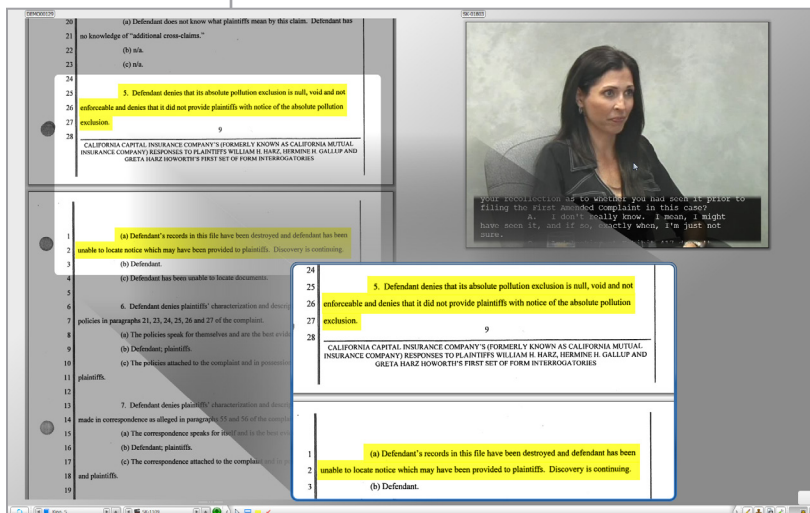 DEMO00129
20 (a) Defendant does not know what plaintiffs mean by this claim. Defendant has
21 no knowledge of "additional cross-claims."
22 (b) n/a.
23 (c) n/a.
24
25 5. Defendant denies that its absolute pollution exclusion is null, void and not
26 enforceable and denies that it did not provide plaintiffs with notice of the absolute pollution
27 exclusion.
28 9
CALIFORNIA CAPITAL INSURANCE COMPANY'S (FORMERLY KNOWN AS CALIFORNIA MUTUAL
INSURANCE COMPANY) RESPONSES TO PLAINTIFFS WILLIAM H. HARZ, HERMINE H. GALLUP AND
GRETA HARZ HOWORTH'S FIRST SET OF FORM INTERROGATORIES
1 (a) Defendant's records in this file have been destroyed and defendant has been
2 unable to locate notice which may have been provided to plaintiffs. Discovery is continuing.
3 (b) Defendant.
4 (c) Defendant has been unable to locate documents.
5
6 6. Defendant denies plaintiffs' characterization and
7 policies in paragraphs 21, 23, 24, 25, 26 and 27 of the complaint.
8 (a) The policies speak for themselves and are the best
9 (b) Defendant; plaintiffs.
10 (c) The policies attached to the complaint and in
11 plaintiffs.
12
13 7. Defendant denies plaintiffs' characterization and
14 made in correspondence as alleged in paragraphs 55 and 56 of the
15 (a) The correspondence speaks for itself and is the best
16 (b) Defendant; plaintiffs.
17 (c) The correspondence attached to the complaint
18 and plaintiffs.
19
your recollection as to whether you had seen it prior to
filing the First Amended Complaint in this case?
A. I don't really know. I mean, I might
have seen it, and if so, exactly when, I'm just not
sure.
24
25 5. Defendant denies that its absolute pollution exclusion is null, void and not
26 enforceable and denies that it did not provide plaintiffs with notice of the absolute pollution
27 exclusion.
28 9
CALIFORNIA CAPITAL INSURANCE COMPANY'S (FORMERLY KNOWN AS CALIFORNIA MUTUAL
INSURANCE COMPANY) RESPONSES TO PLAINTIFFS WILLIAM H. HARZ, HERMINE H. GALLUP AND
GRETA HARZ HOWORTH'S FIRST SET OF FORM INTERROGATORIES
1 (a) Defendant's records in this file have been destroyed and defendant has been
2 unable to locate notice which may have been provided to plaintiffs. Discovery is continuing.
3 (b) Defendant.